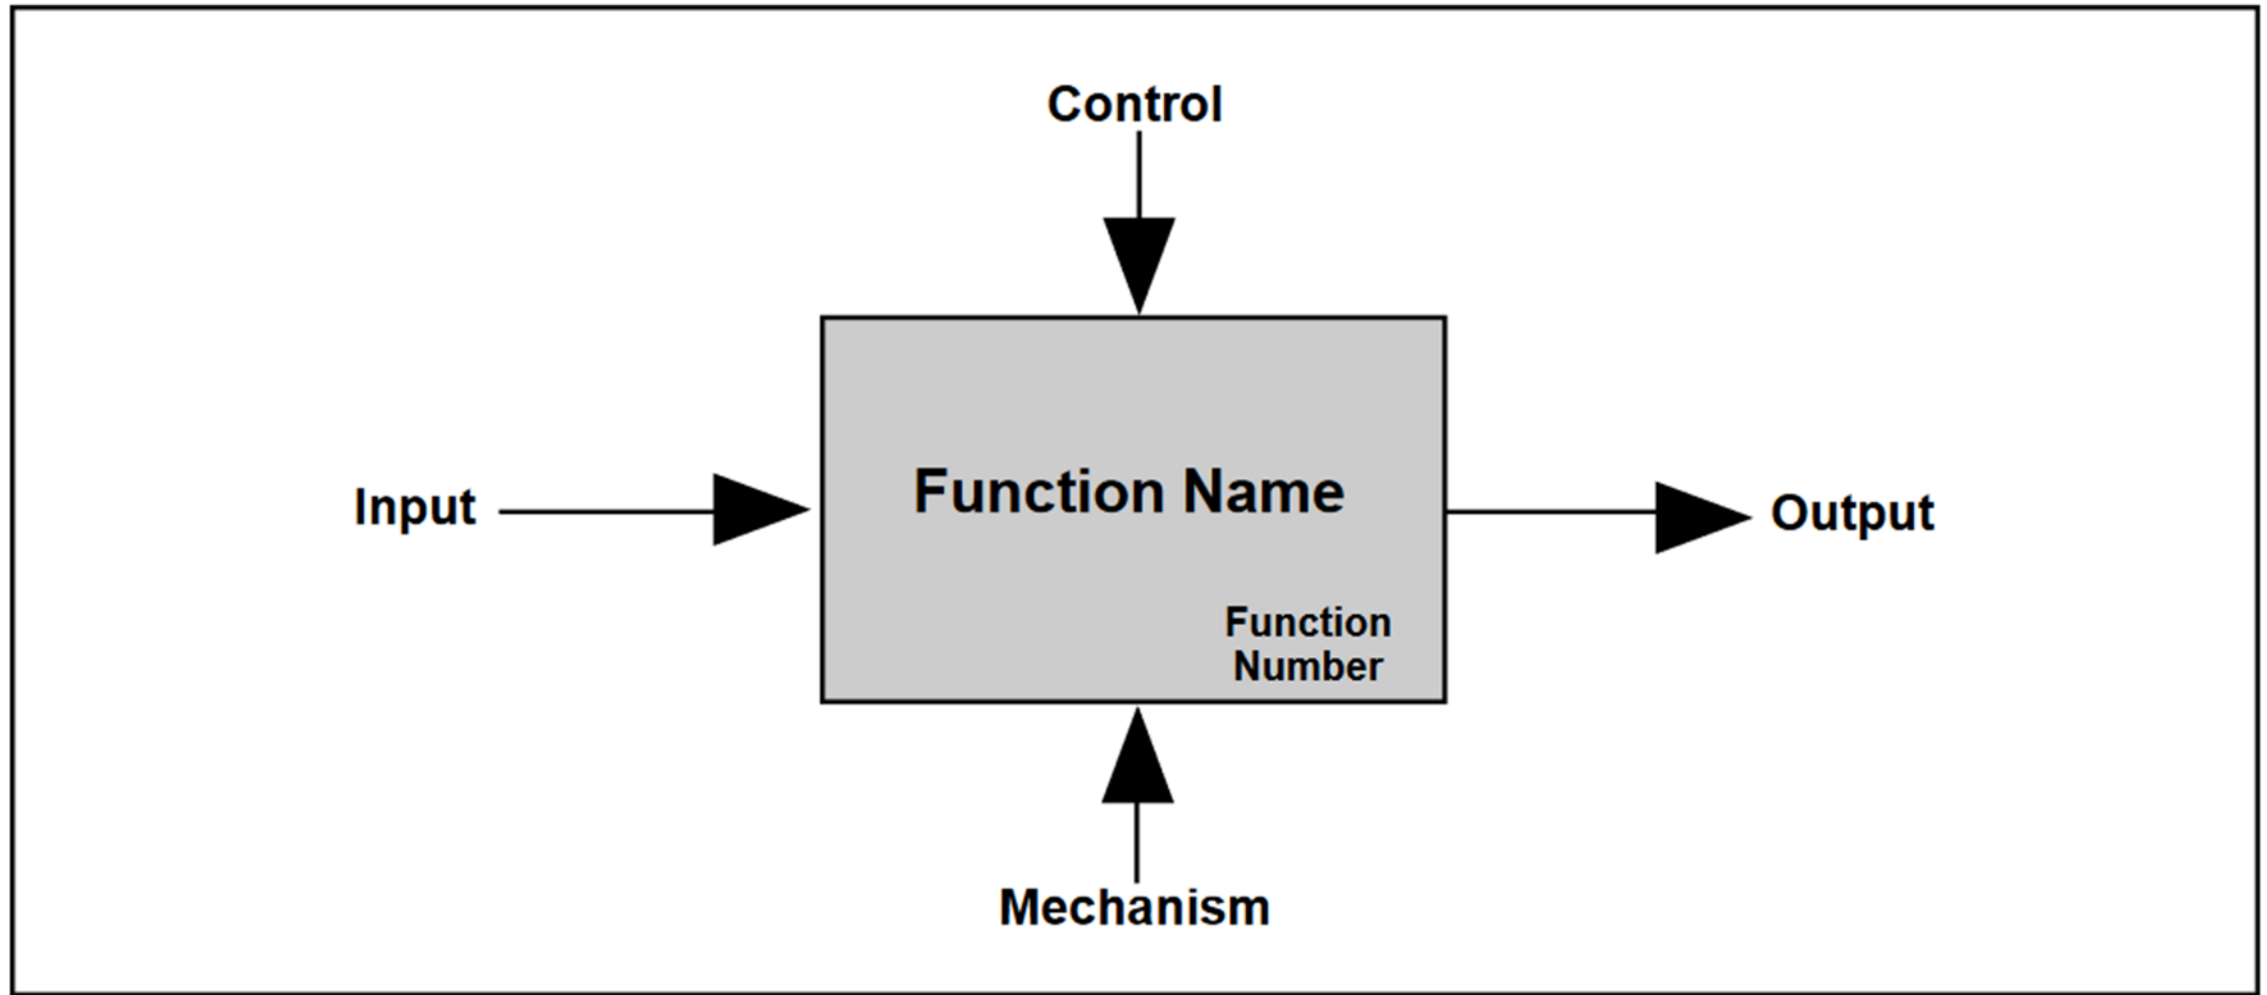 Control
Input
Function Name
Output
Function
Number
Mechanism